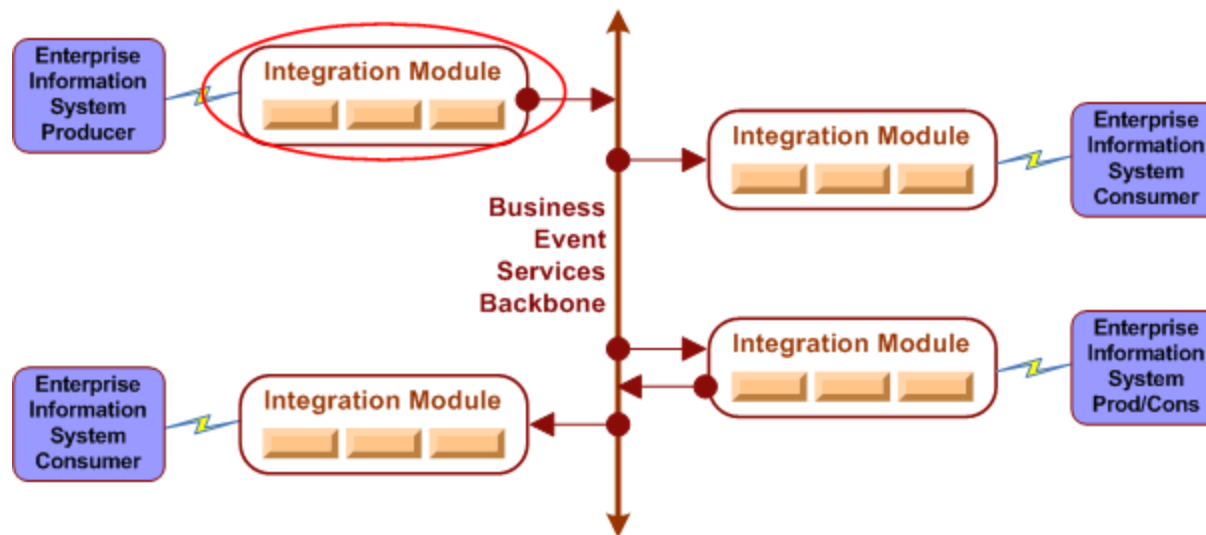 Enterprise
Information
System
Producer
Integration Module
Integration Module
Enterprise
Information
System
Consumer
Business
Event
Services
Backbone
Integration Module
Enterprise
Information
System
Prod/Cons
Enterprise
Information
System
Consumer
Integration Module